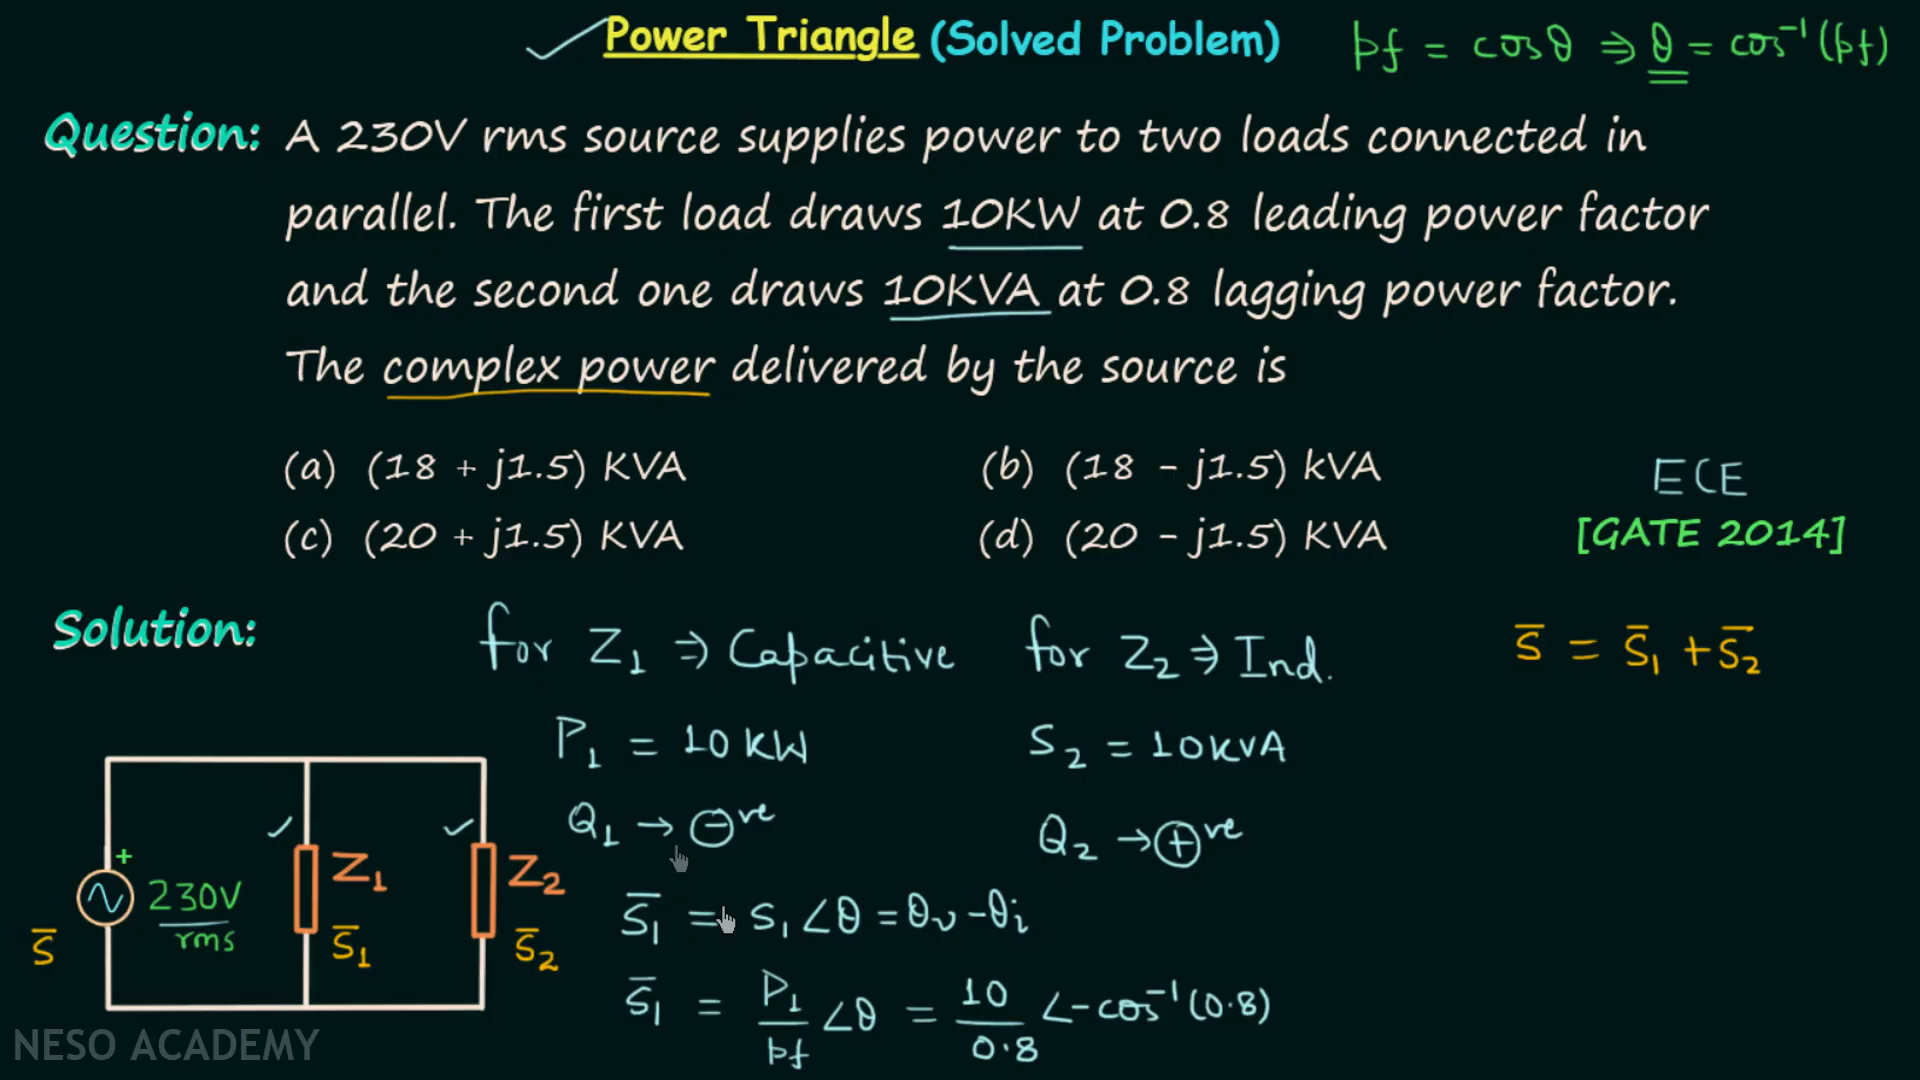 Power Triangle (Solved Problem)
pf = cosθ ⇒ θ = cos⁻¹(pf)
Question: A 230V rms source supplies power to two loads connected in
parallel. The first load draws 10KW at 0.8 leading power factor
and the second one draws 10KVA at 0.8 lagging power factor.
The complex power delivered by the source is
(a) (18 + j1.5) KVA
(b) (18 - j1.5) kVA
(c) (20 + j1.5) KVA
(d) (20 - j1.5) KVA
ECE
[GATE 2014]
Solution:
for Z₁ ⇒ Capacitive
for Z₂ ⇒ Ind.
S̅ = S̅₁ + S̅₂
P₁ = 10 KW
S₂ = 10KVA
Q₁ → ⊖ve
Q₂ → ⊕ve
S̅₁ = S₁ ∠θ = θv - θi
S̅₁ = P₁/pf ∠θ = 10/0.8 ∠-cos⁻¹(0.8)
+
230V
rms
S̅
Z₁
S̅₁
Z₂
S̅₂
NESO ACADEMY